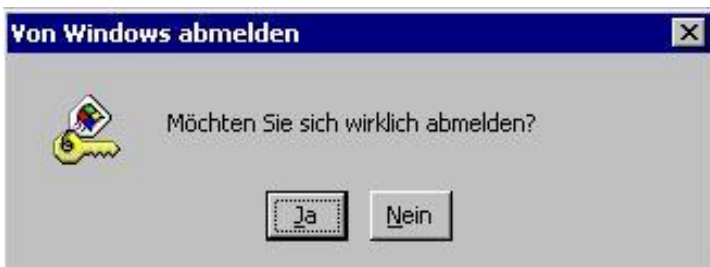 Von Windows abmelden
Möchten Sie sich wirklich abmelden?
Ja Nein